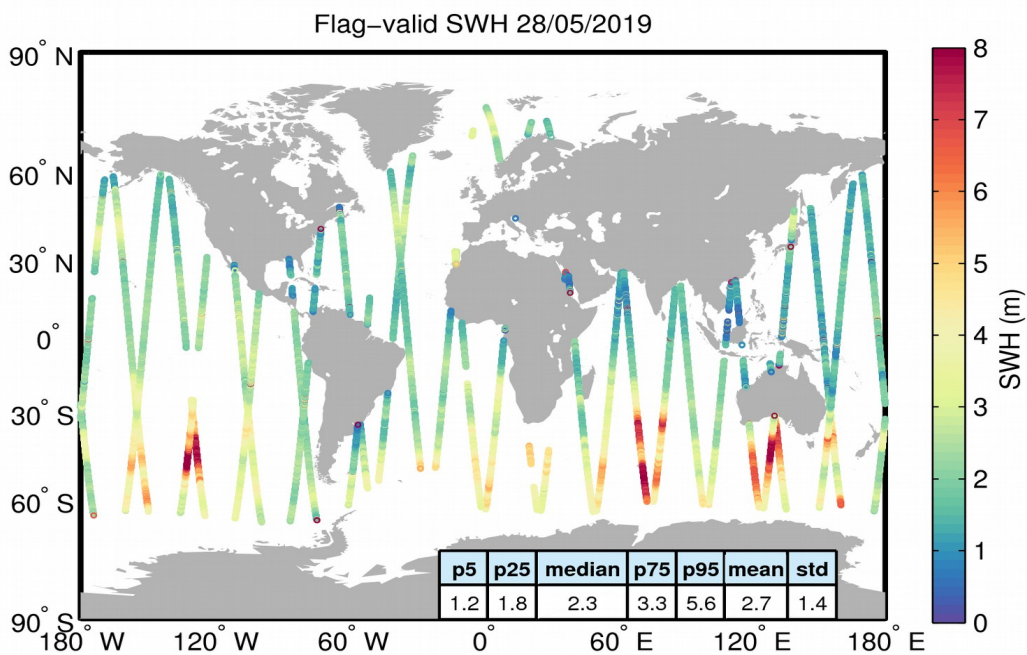 Flag−valid SWH 28/05/2019
90° N
60° N
30° N
0°
30° S
60° S
90° S
180° W
120° W
60° W
0°
60° E
120° E
180° E
p5 p25 median p75 p95 mean std
1.2 1.8 2.3 3.3 5.6 2.7 1.4
8
7
6
5
4
3
2
1
0
SWH (m)